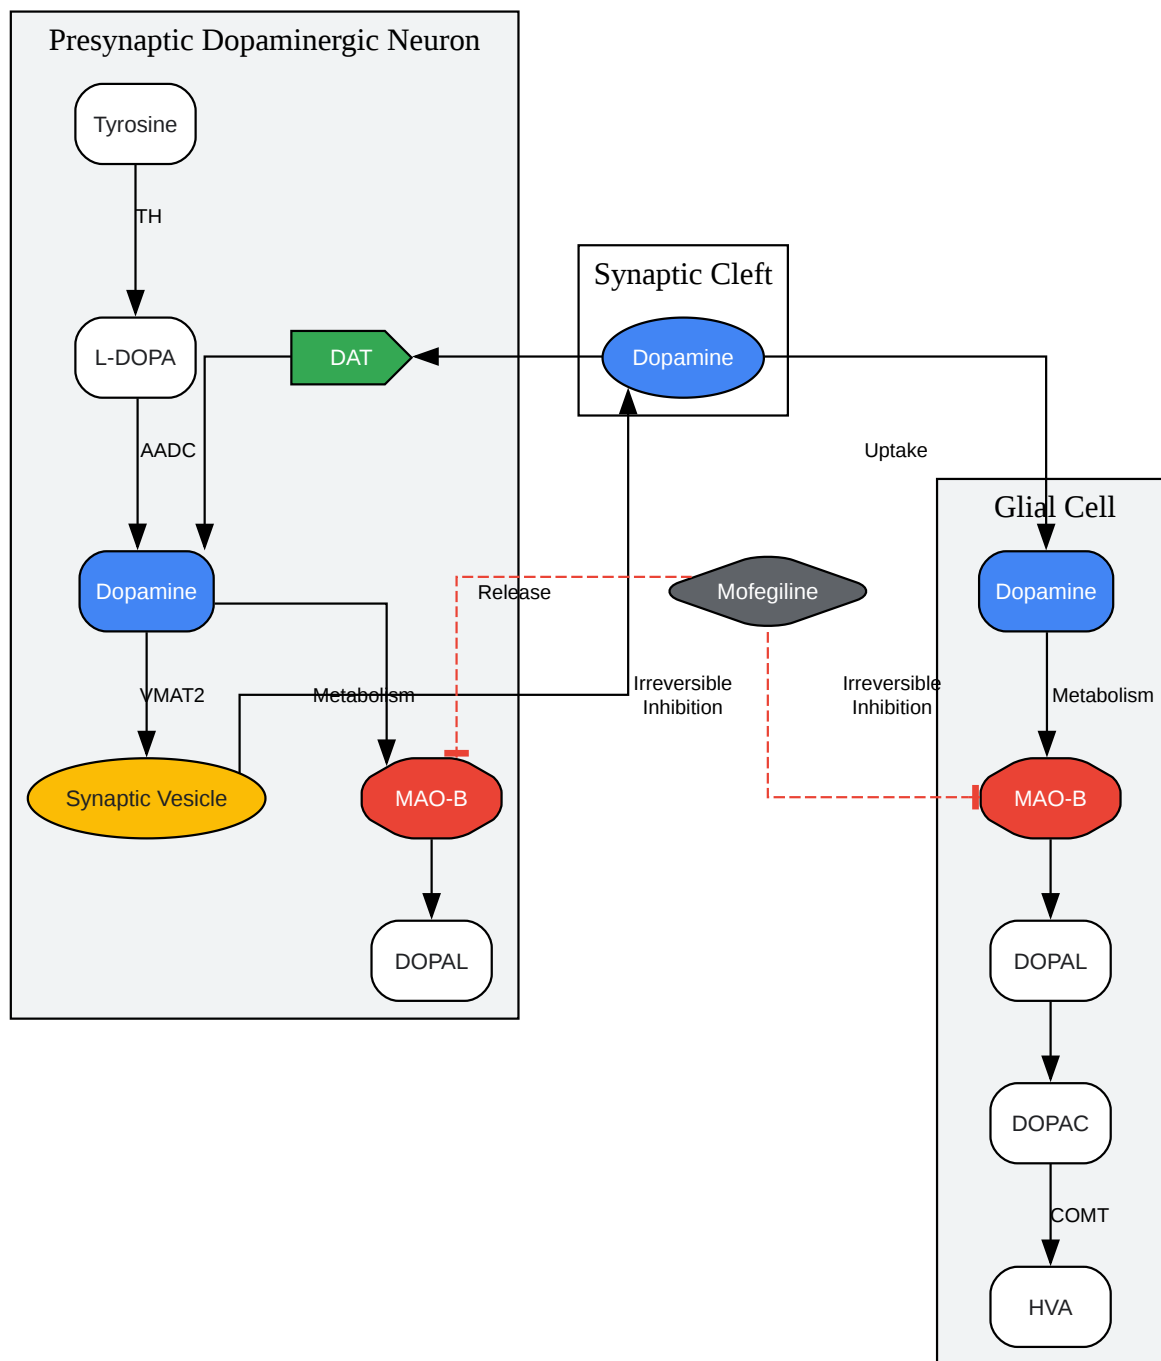 Presynaptic Dopaminergic Neuron
Tyrosine
TH
L-DOPA
DAT
AADC
Dopamine
VMAT2
Metabolism
Synaptic Vesicle
MAO-B
DOPAL
Synaptic Cleft
Dopamine
Uptake
Release
Mofegiline
Irreversible
Inhibition
Irreversible
Inhibition
Glial Cell
Dopamine
Metabolism
MAO-B
DOPAL
DOPAC
COMT
HVA